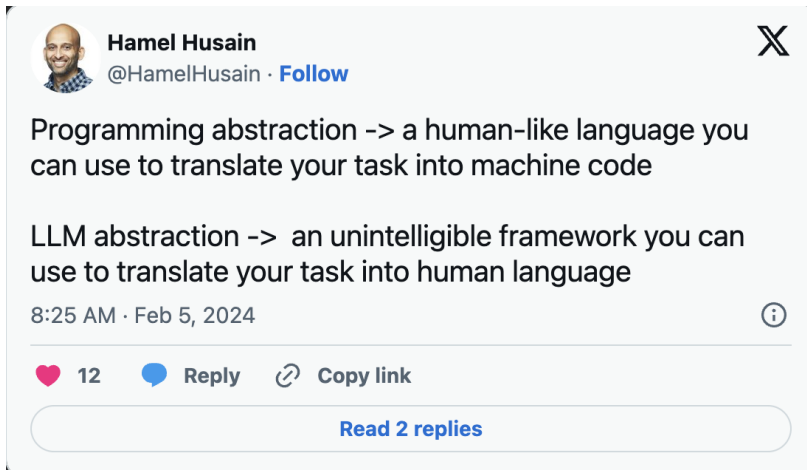 Hamel Husain
@HamelHusain · Follow
Programming abstraction -> a human-like language you
can use to translate your task into machine code
LLM abstraction ->  an unintelligible framework you can
use to translate your task into human language
8:25 AM · Feb 5, 2024
12 Reply Copy link
Read 2 replies